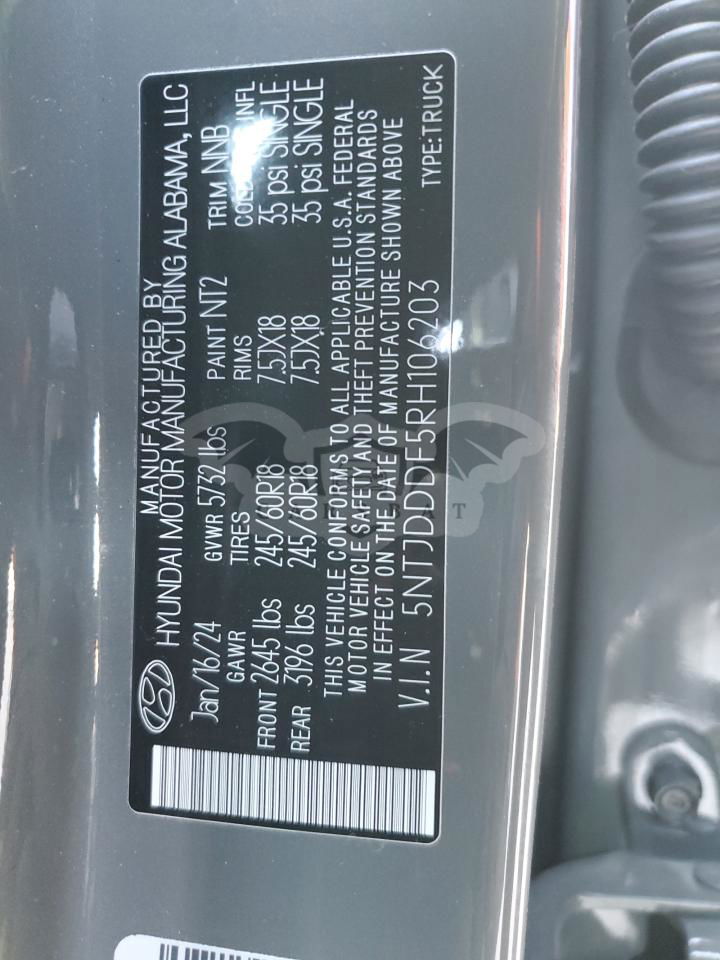 MANUFACTURED BY
HYUNDAI MOTOR MANUFACTURING ALABAMA, LLC
Jan/16/24 GVWR 5732 lbs PAINT NT2 TRIM NNB
GAWR TIRES RIMS INFL
FRONT 2645 lbs 245/60R18 7.5JX18 35 psi SINGLE
REAR 3196 lbs 245/60R18 7.5JX18 35 psi SINGLE
THIS VEHICLE CONFORMS TO ALL APPLICABLE U.S.A. FEDERAL
MOTOR VEHICLE SAFETY AND THEFT PREVENTION STANDARDS
IN EFFECT ON THE DATE OF MANUFACTURE SHOWN ABOVE
V.I.N 5NTJDDDF5RH106203 TYPE:TRUCK